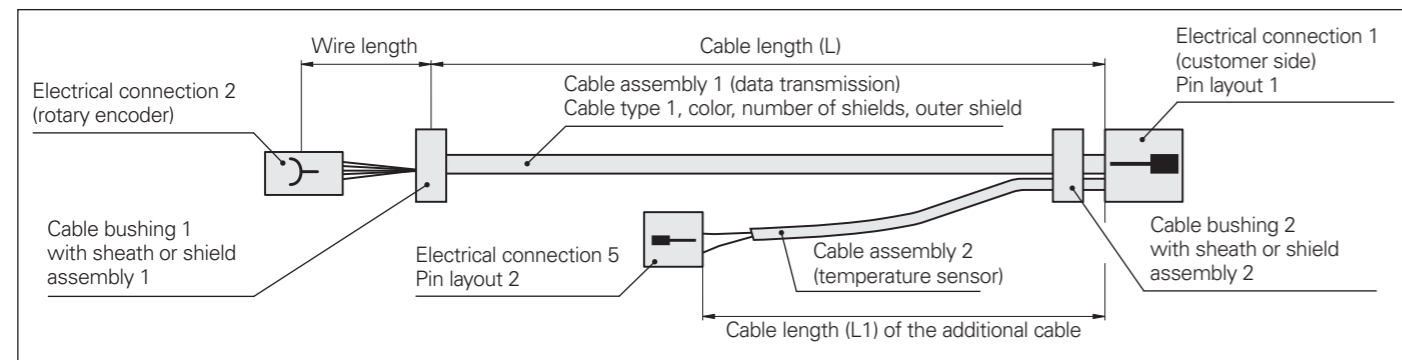 Wire length
Cable length (L)
Electrical connection 1
(customer side)
Pin layout 1
Electrical connection 2
(rotary encoder)
Cable assembly 1 (data transmission)
Cable type 1, color, number of shields, outer shield
Cable bushing 1
with sheath or shield
assembly 1
Electrical connection 5
Pin layout 2
Cable assembly 2
(temperature sensor)
Cable bushing 2
with sheath or shield
assembly 2
Cable length (L1) of the additional cable